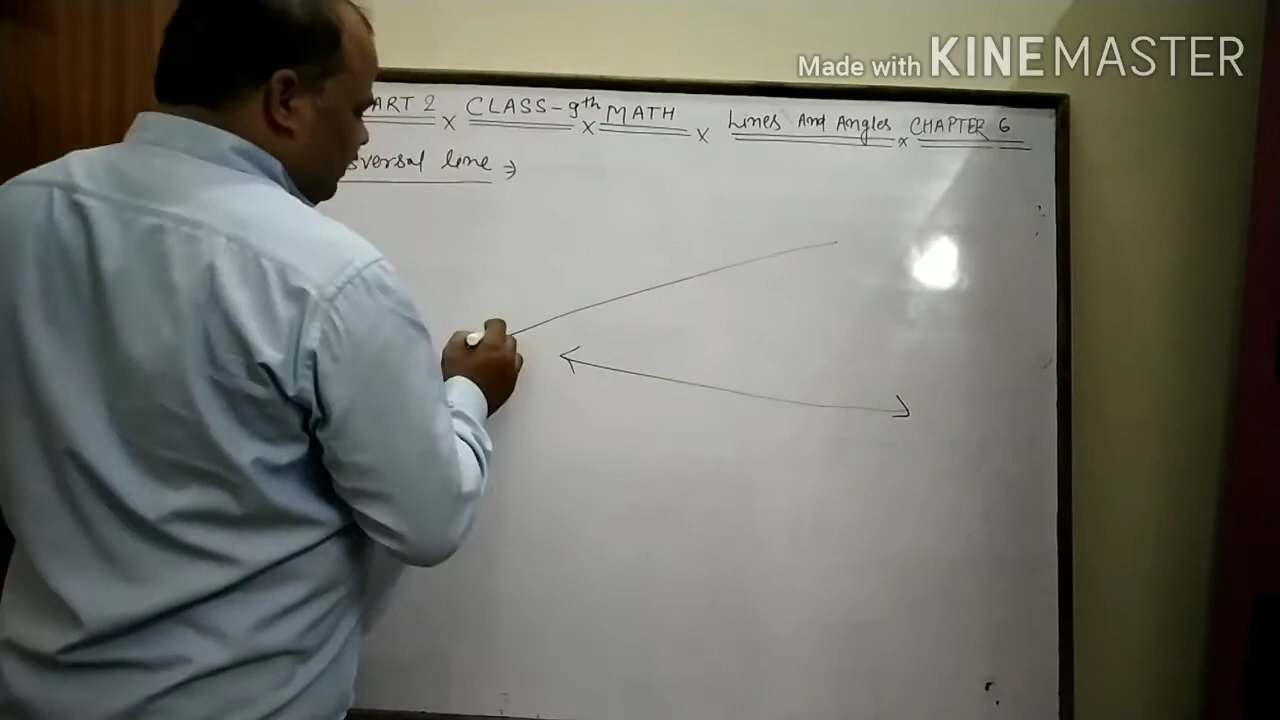 Made with KINEMASTER
ART 2 x CLASS-9th x MATH x Lines And Angles x CHAPTER 6
sversal line ⇒